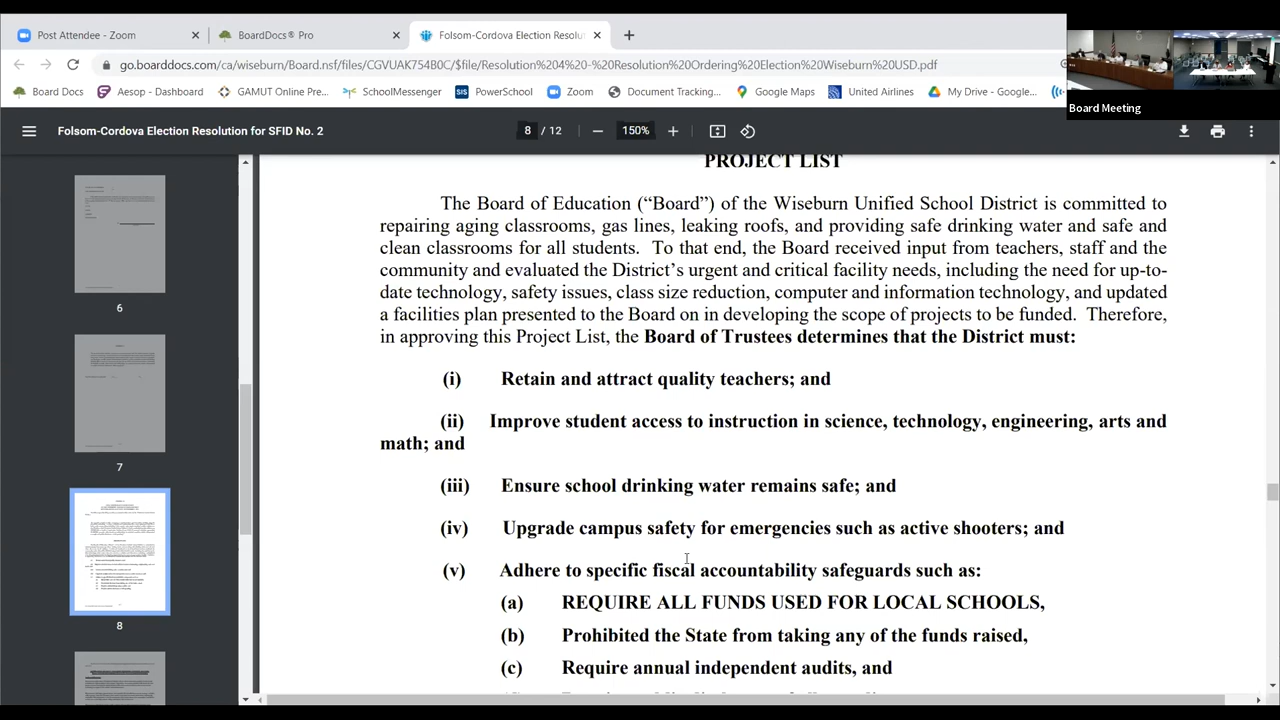 Post Attendee - Zoom
BoardDocs® Pro
Folsom-Cordova Election Resolu
go.boarddocs.com/ca/wiseburn/Board.nsf/files/CGVUAK754B0C/$file/Resolution%204%20-%20Resolution%20Ordering%20Election%20Wiseburn%20USD.pdf
Board Docs Aesop - Dashboard GAMUT Online Pre... SchoolMessenger SIS PowerSchool Zoom Document Tracking... Google Maps United Airlines My Drive - Google...
Board Meeting
Folsom-Cordova Election Resolution for SFID No. 2
8 / 12
150%
6
7
8
PROJECT LIST
The Board of Education (“Board”) of the Wiseburn Unified School District is committed to
repairing aging classrooms, gas lines, leaking roofs, and providing safe drinking water and safe and
clean classrooms for all students. To that end, the Board received input from teachers, staff and the
community and evaluated the District’s urgent and critical facility needs, including the need for up-to-
date technology, safety issues, class size reduction, computer and information technology, and updated
a facilities plan presented to the Board on in developing the scope of projects to be funded. Therefore,
in approving this Project List, the Board of Trustees determines that the District must:
(i) Retain and attract quality teachers; and
(ii) Improve student access to instruction in science, technology, engineering, arts and
math; and
(iii) Ensure school drinking water remains safe; and
(iv) Upgrade campus safety for emergencies such as active shooters; and
(v) Adhere to specific fiscal accountability safeguards such as:
(a) REQUIRE ALL FUNDS USED FOR LOCAL SCHOOLS,
(b) Prohibited the State from taking any of the funds raised,
(c) Require annual independent audits, and